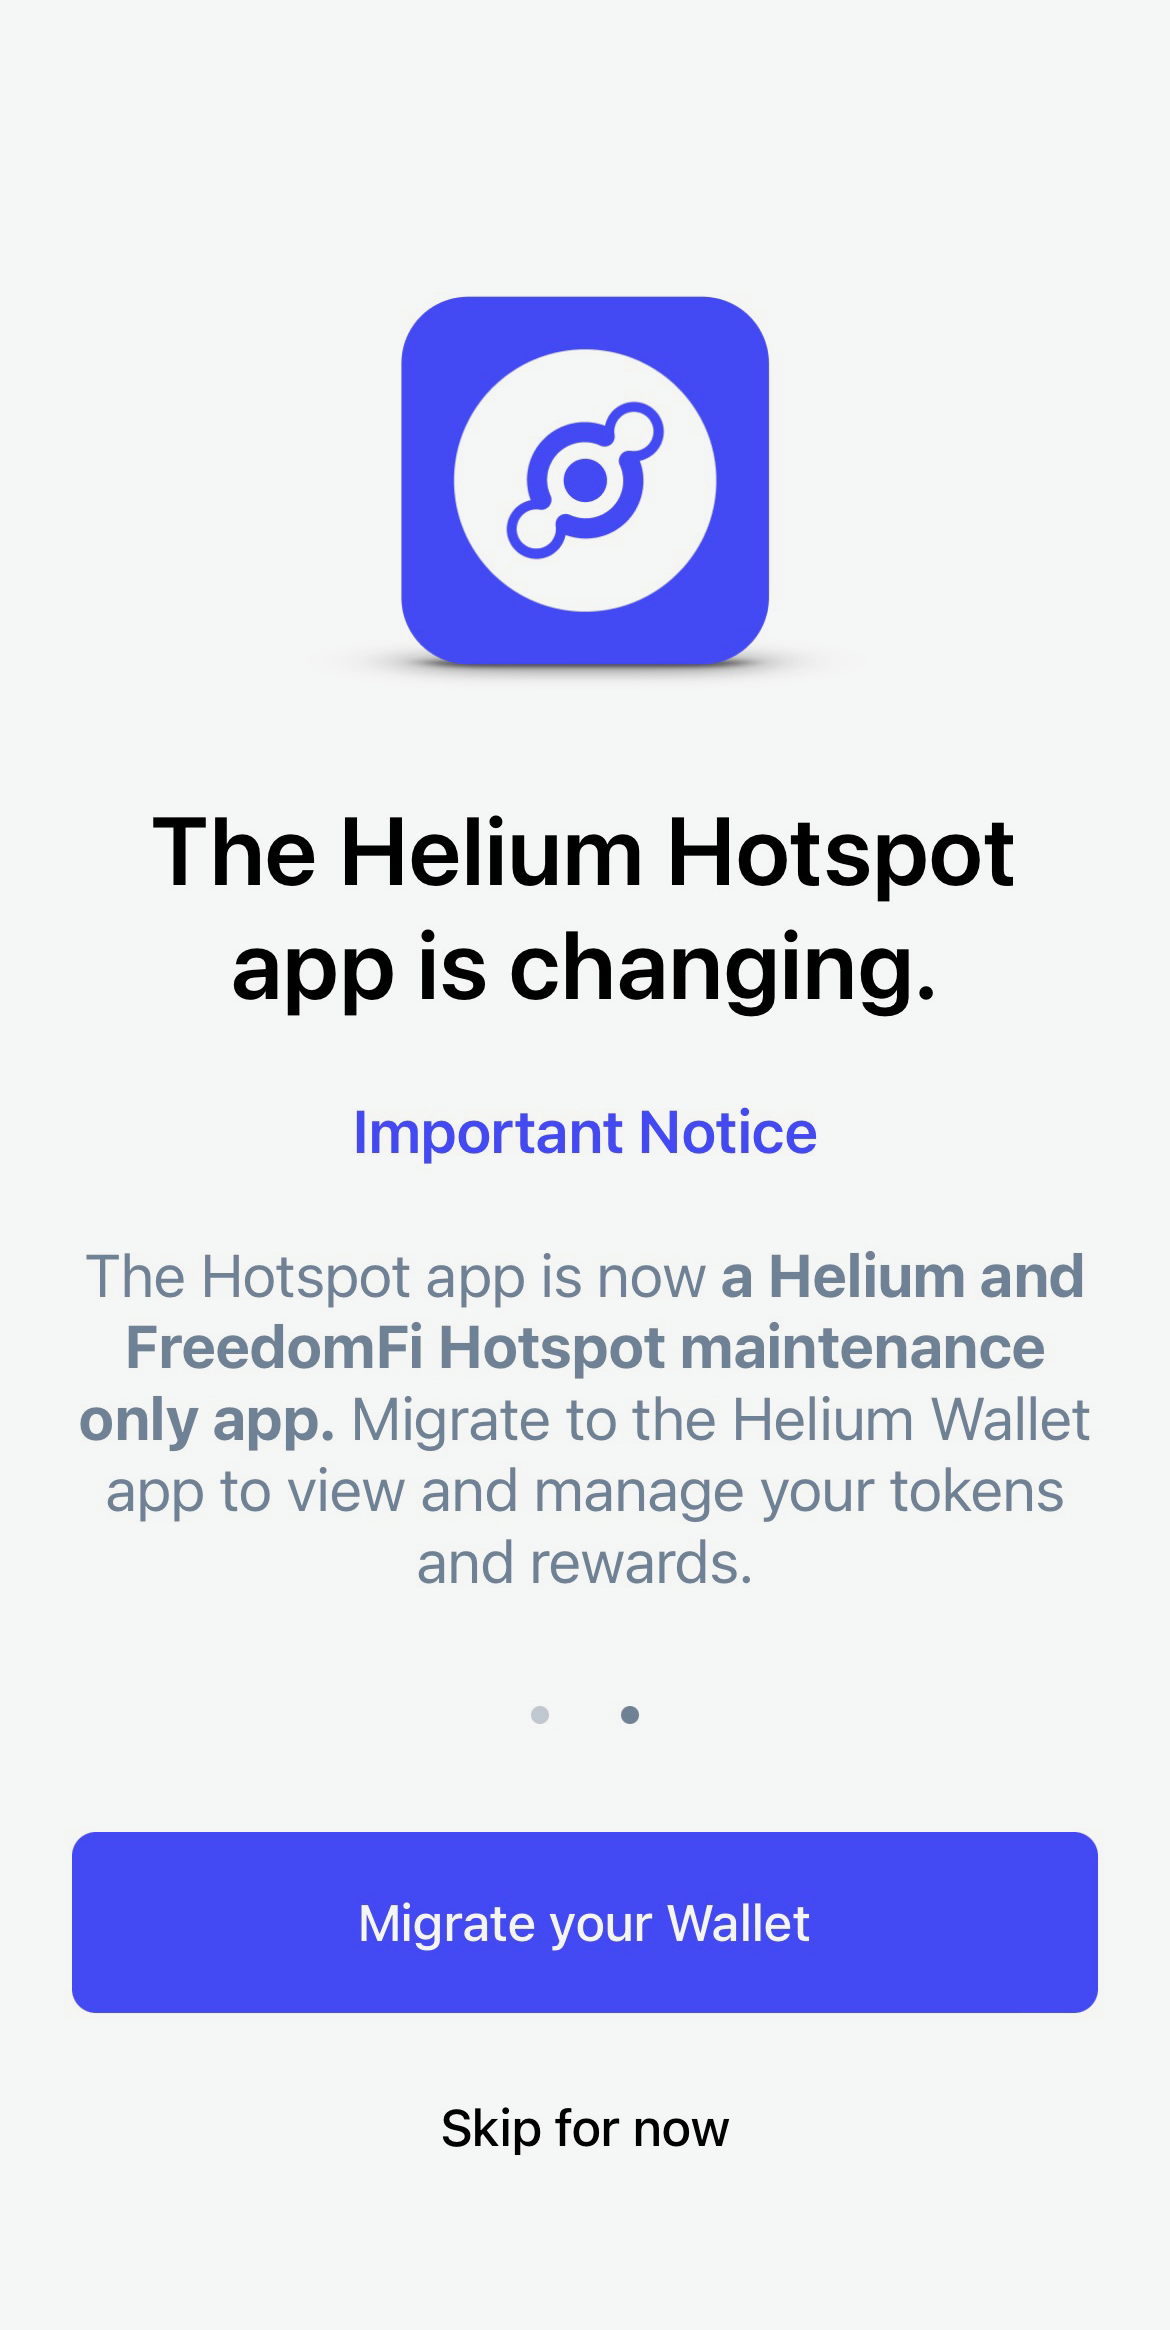 The Helium Hotspot
app is changing.
Important Notice
The Hotspot app is now a Helium and
FreedomFi Hotspot maintenance
only app. Migrate to the Helium Wallet
app to view and manage your tokens
and rewards.
Migrate your Wallet
Skip for now